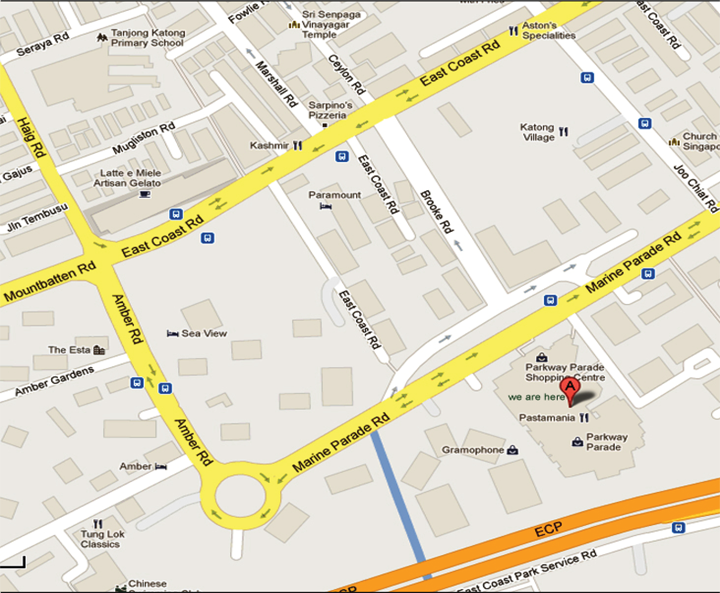 Fowlie R
Seraya Rd
Tanjong Katong
Primary School
Sri Senpaga
Vinayagar
Temple
Aston's
Specialities
East Coast Rd
ast Coast Rd
Marshall Rd
Ceylon Rd
Haig Rd
Mugliston Rd
Sarpino's
Pizzeria
Kashmir
Katong
Village
Church
Singapo
Gajus
Latte e Miele
Artisan Gelato
Paramount
East Coast Rd
Brooke Rd
Joo Chiat Rd
Jln Tembusu
East Coast Rd
Mountbatten Rd
Marine Parade Rd
Amber Rd
Sea View
East Coast Rd
The Esta
Amber Gardens
Parkway Parade
Shopping Centre
A
we are here
Pastamania
Parkway
Parade
Amber Rd
Marine Parade Rd
Gramophone
Amber
Tung Lok
Classics
ECP
East Coast Park Service Rd
Chinese